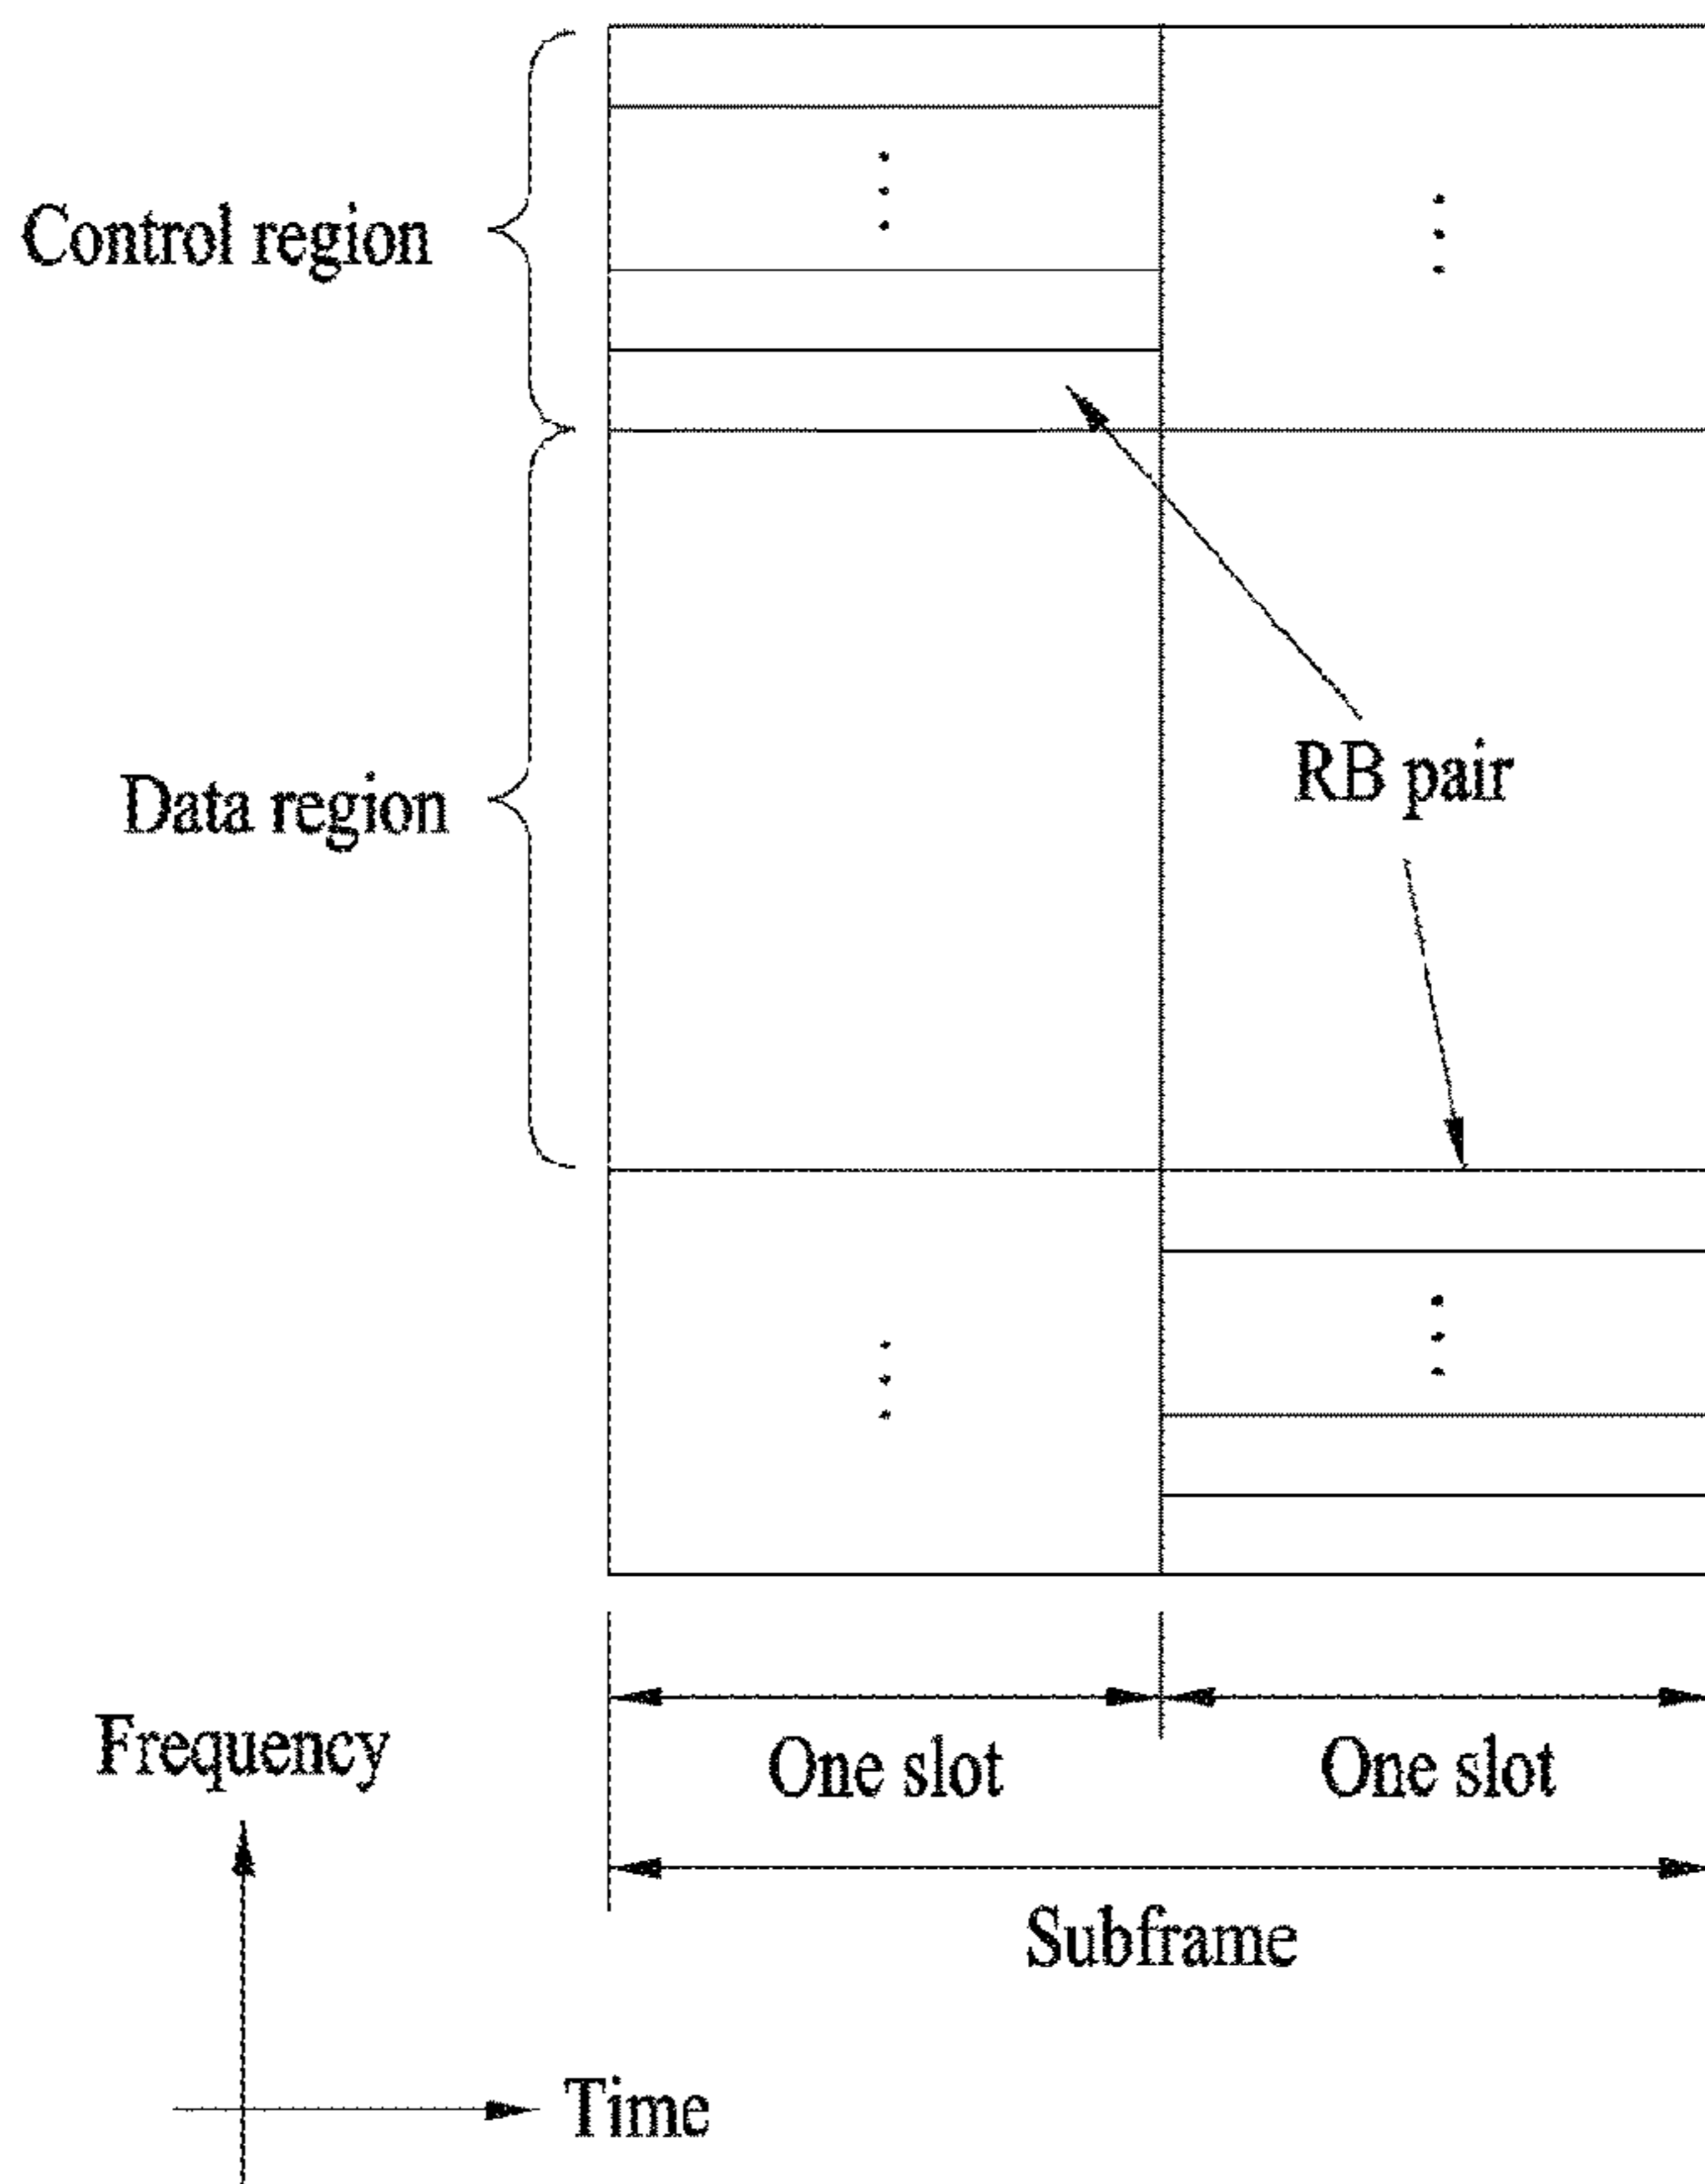 Control region
Data region
RB pair
One slot
One slot
Frequency
Subframe
Time